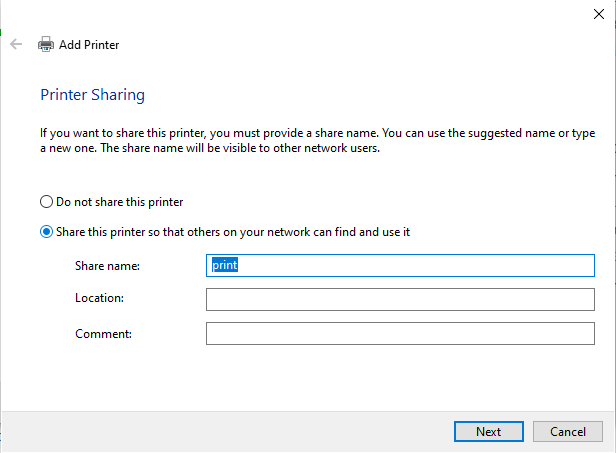 Add Printer
Printer Sharing
If you want to share this printer, you must provide a share name. You can use the suggested name or type
a new one. The share name will be visible to other network users.
Do not share this printer
Share this printer so that others on your network can find and use it
Share name: print
Location:
Comment:
Next Cancel